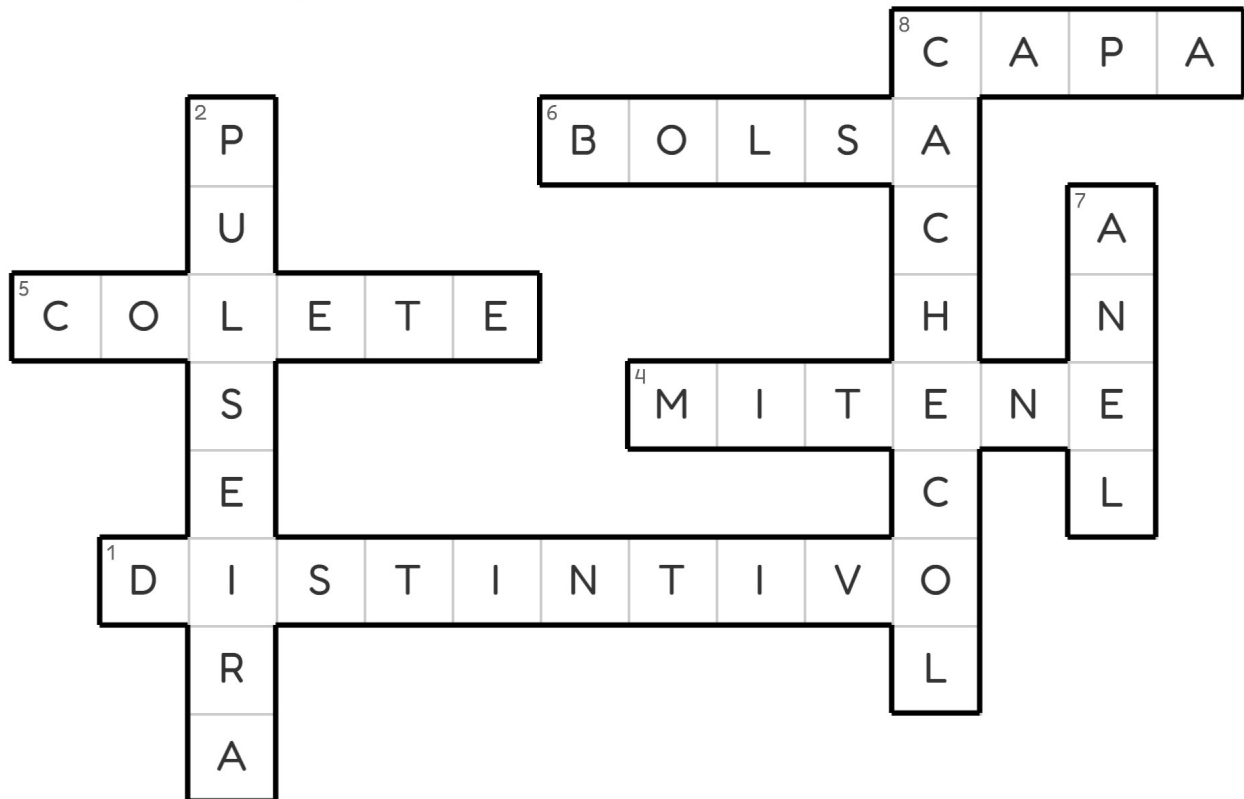 8 C A P A
2 P 6 B O L S A
U C 7 A
5 C O L E T E H N
S 4 M I T E N E
E C L
1 D I S T I N T I V O
R L
A